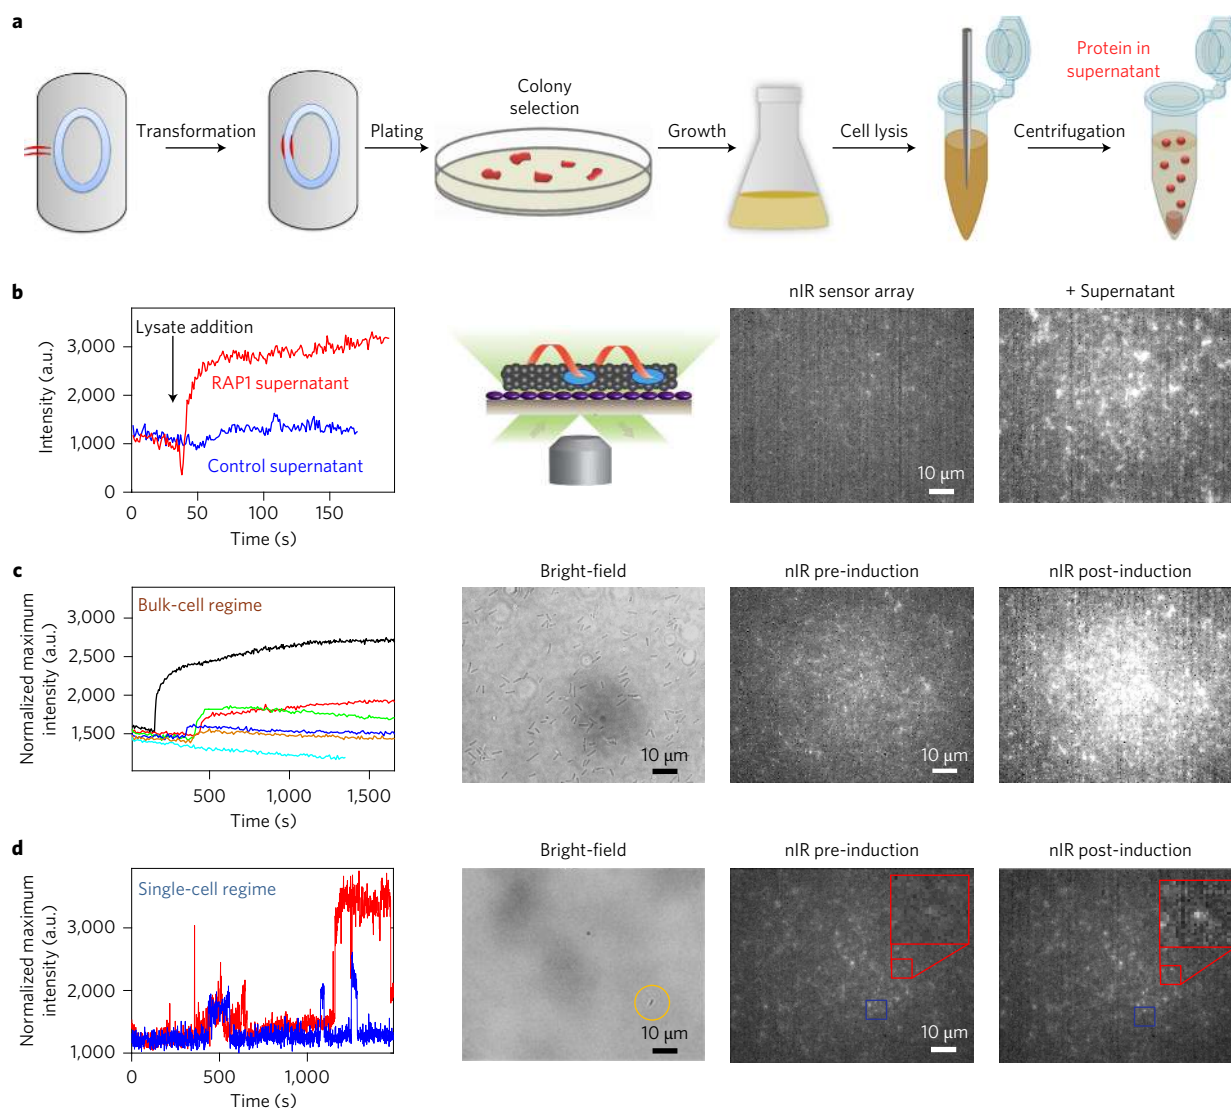 a
Transformation
Plating
Colony
selection
Growth
Cell lysis
Centrifugation
Protein in
supernatant
b
Intensity (a.u.)
3,000
2,000
1,000
0
Lysate addition
RAP1 supernatant
Control supernatant
0
50
100
150
Time (s)
nIR sensor array
10 µm
+ Supernatant
c
Normalized maximum
intensity (a.u.)
Bulk-cell regime
3,000
2,500
2,000
1,500
500
1,000
1,500
Time (s)
Bright-field
10 µm
nIR pre-induction
10 µm
nIR post-induction
d
Normalized maximum
intensity (a.u.)
Single-cell regime
3,000
2,000
1,000
0
500
1,000
Time (s)
Bright-field
10 µm
nIR pre-induction
10 µm
nIR post-induction